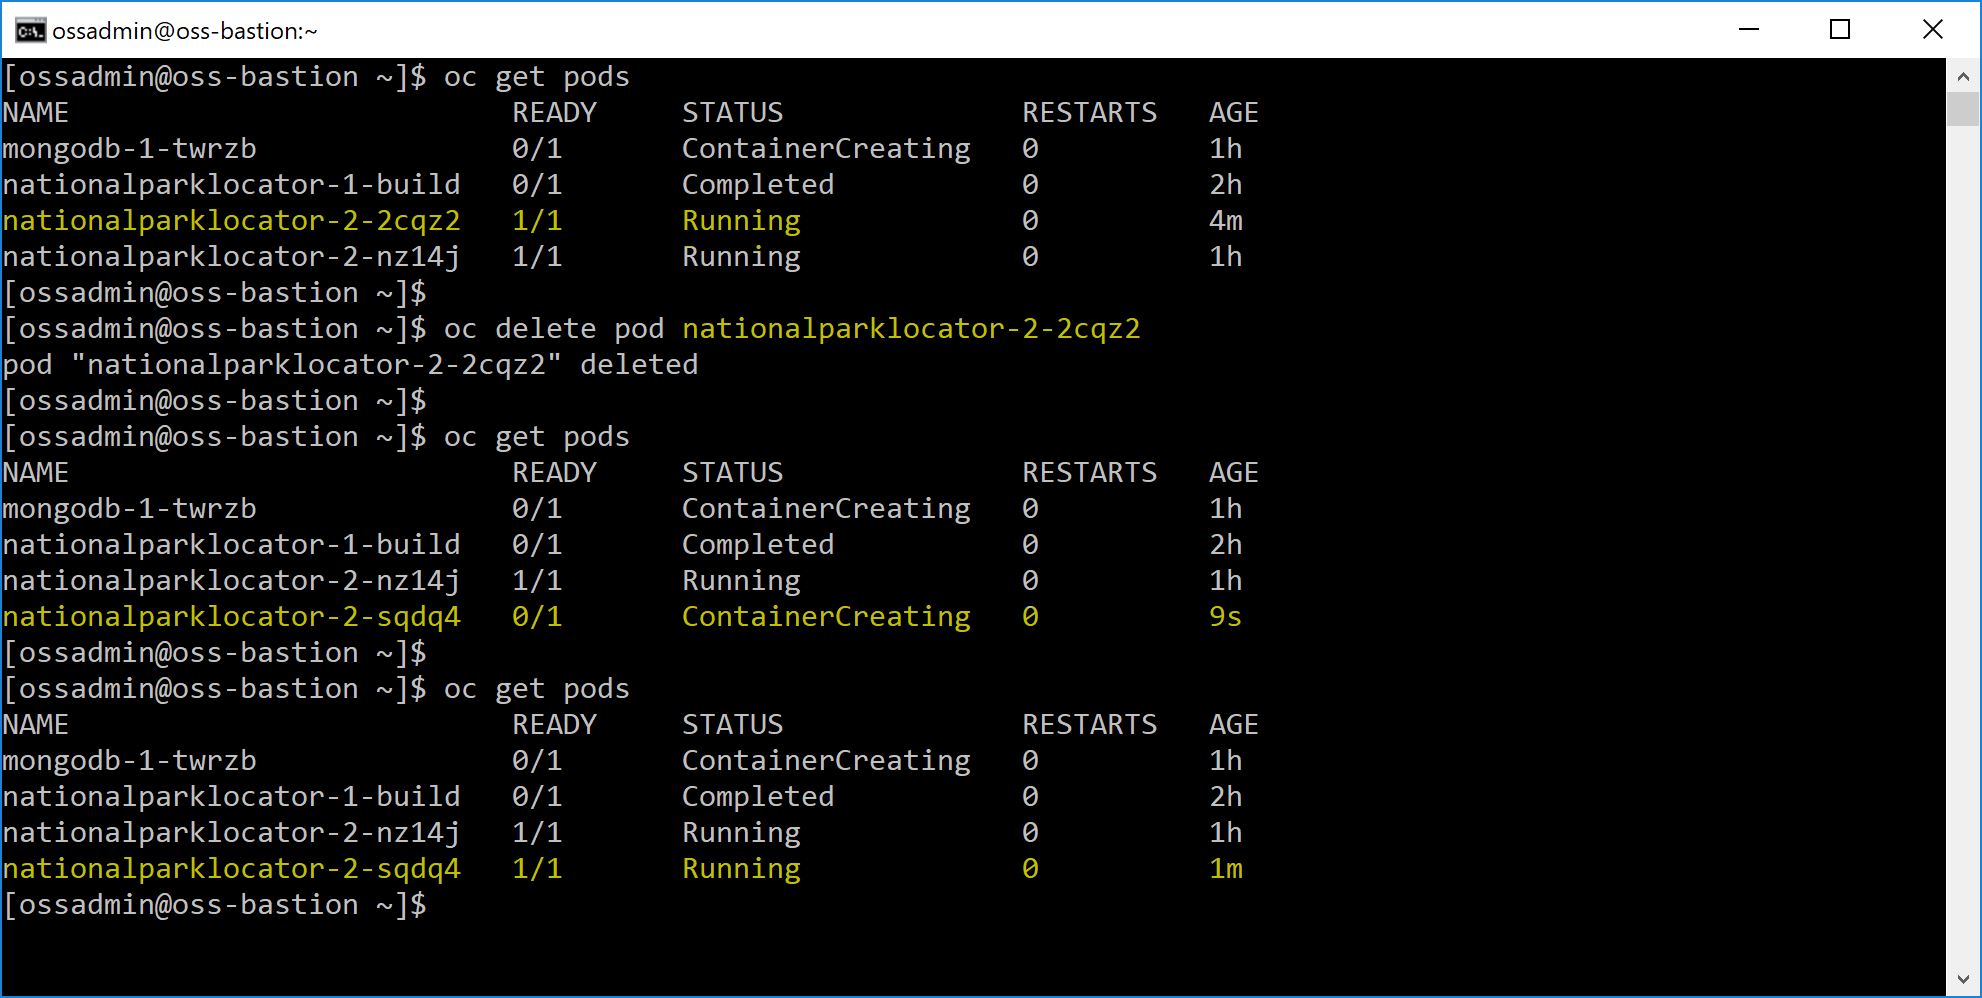 ossadmin@oss-bastion:~
[ossadmin@oss-bastion ~]$ oc get pods
NAME                          READY     STATUS              RESTARTS   AGE
mongodb-1-twrzb               0/1       ContainerCreating   0          1h
nationalparklocator-1-build   0/1       Completed           0          2h
nationalparklocator-2-2cqz2   1/1       Running             0          4m
nationalparklocator-2-nz14j   1/1       Running             0          1h
[ossadmin@oss-bastion ~]$
[ossadmin@oss-bastion ~]$ oc delete pod nationalparklocator-2-2cqz2
pod "nationalparklocator-2-2cqz2" deleted
[ossadmin@oss-bastion ~]$
[ossadmin@oss-bastion ~]$ oc get pods
NAME                          READY     STATUS              RESTARTS   AGE
mongodb-1-twrzb               0/1       ContainerCreating   0          1h
nationalparklocator-1-build   0/1       Completed           0          2h
nationalparklocator-2-nz14j   1/1       Running             0          1h
nationalparklocator-2-sqdq4   0/1       ContainerCreating   0          9s
[ossadmin@oss-bastion ~]$
[ossadmin@oss-bastion ~]$ oc get pods
NAME                          READY     STATUS              RESTARTS   AGE
mongodb-1-twrzb               0/1       ContainerCreating   0          1h
nationalparklocator-1-build   0/1       Completed           0          2h
nationalparklocator-2-nz14j   1/1       Running             0          1h
nationalparklocator-2-sqdq4   1/1       Running             0          1m
[ossadmin@oss-bastion ~]$